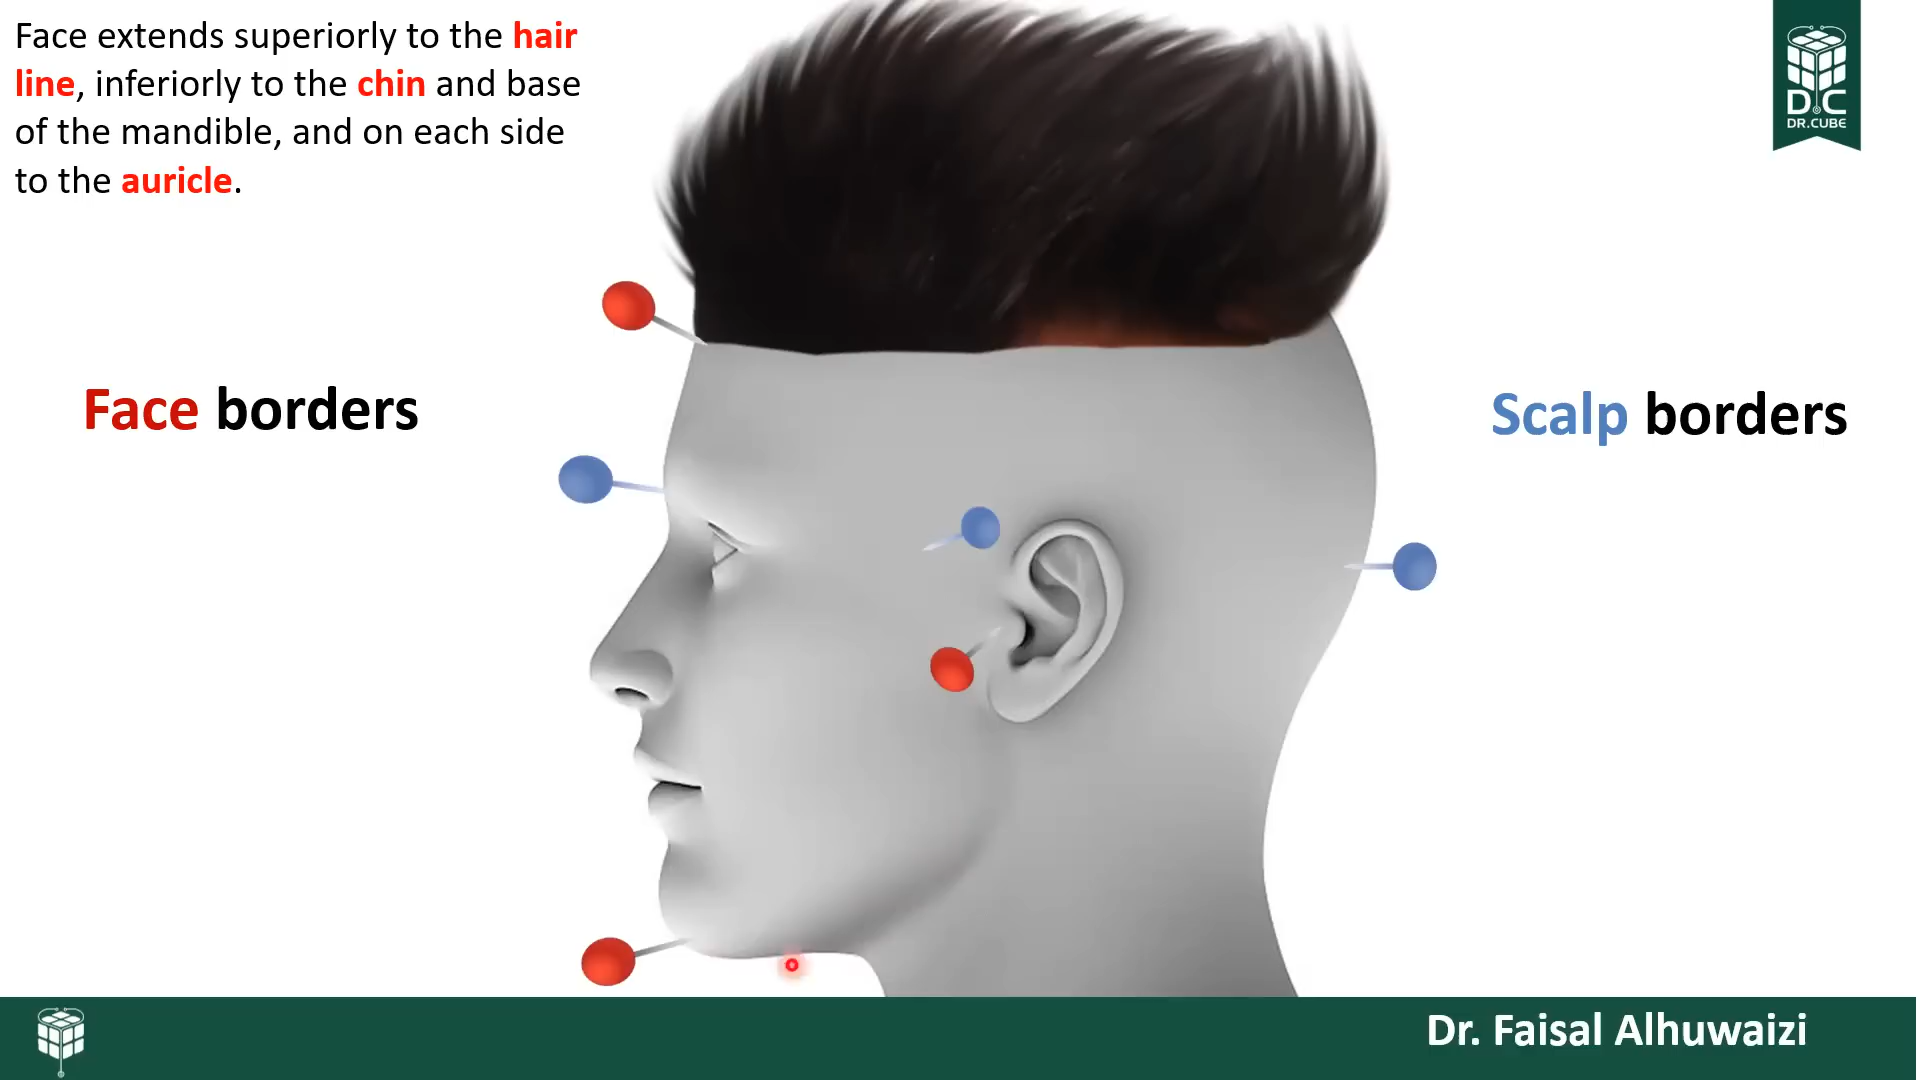 Face extends superiorly to the hair
line, inferiorly to the chin and base
of the mandible, and on each side
to the auricle.
D C
DR.CUBE
Face borders
Scalp borders
Dr. Faisal Alhuwaizi